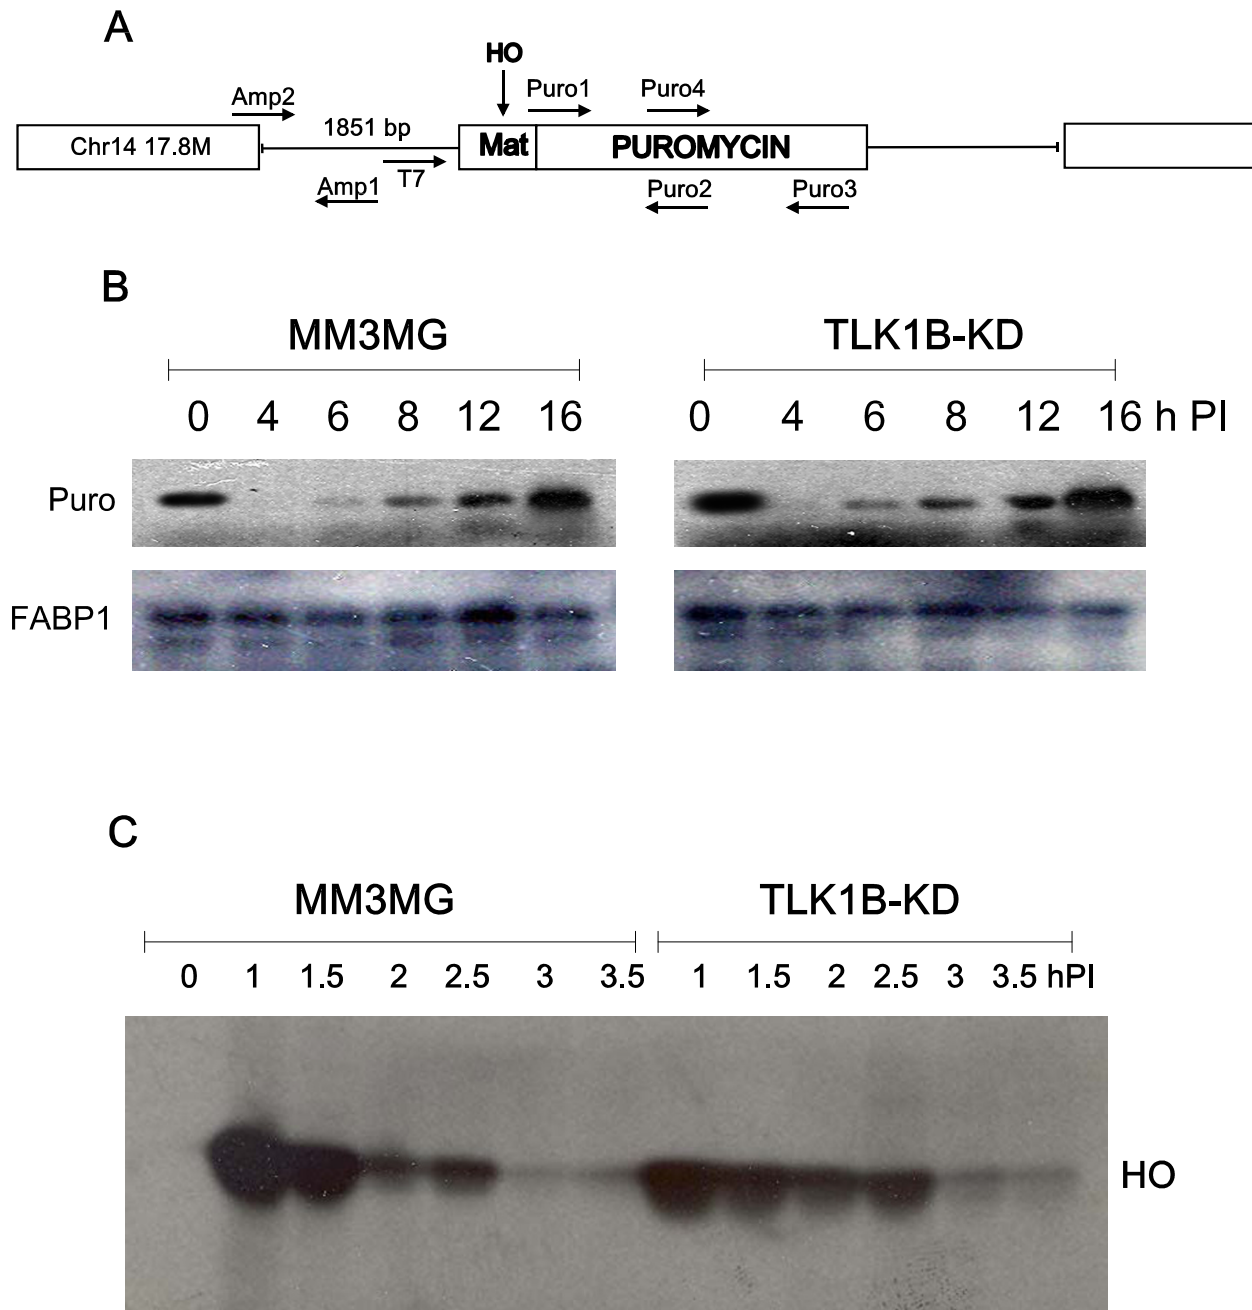 A
HO
Amp2 Puro1 Puro4
1851 bp
Chr14 17.8M Mat PUROMYCIN
Amp1 T7 Puro2 Puro3
B
MM3MG TLK1B-KD
0 4 6 8 12 16 0 4 6 8 12 16 h PI
Puro
FABP1
C
MM3MG TLK1B-KD
0 1 1.5 2 2.5 3 3.5 1 1.5 2 2.5 3 3.5 hPI
HO